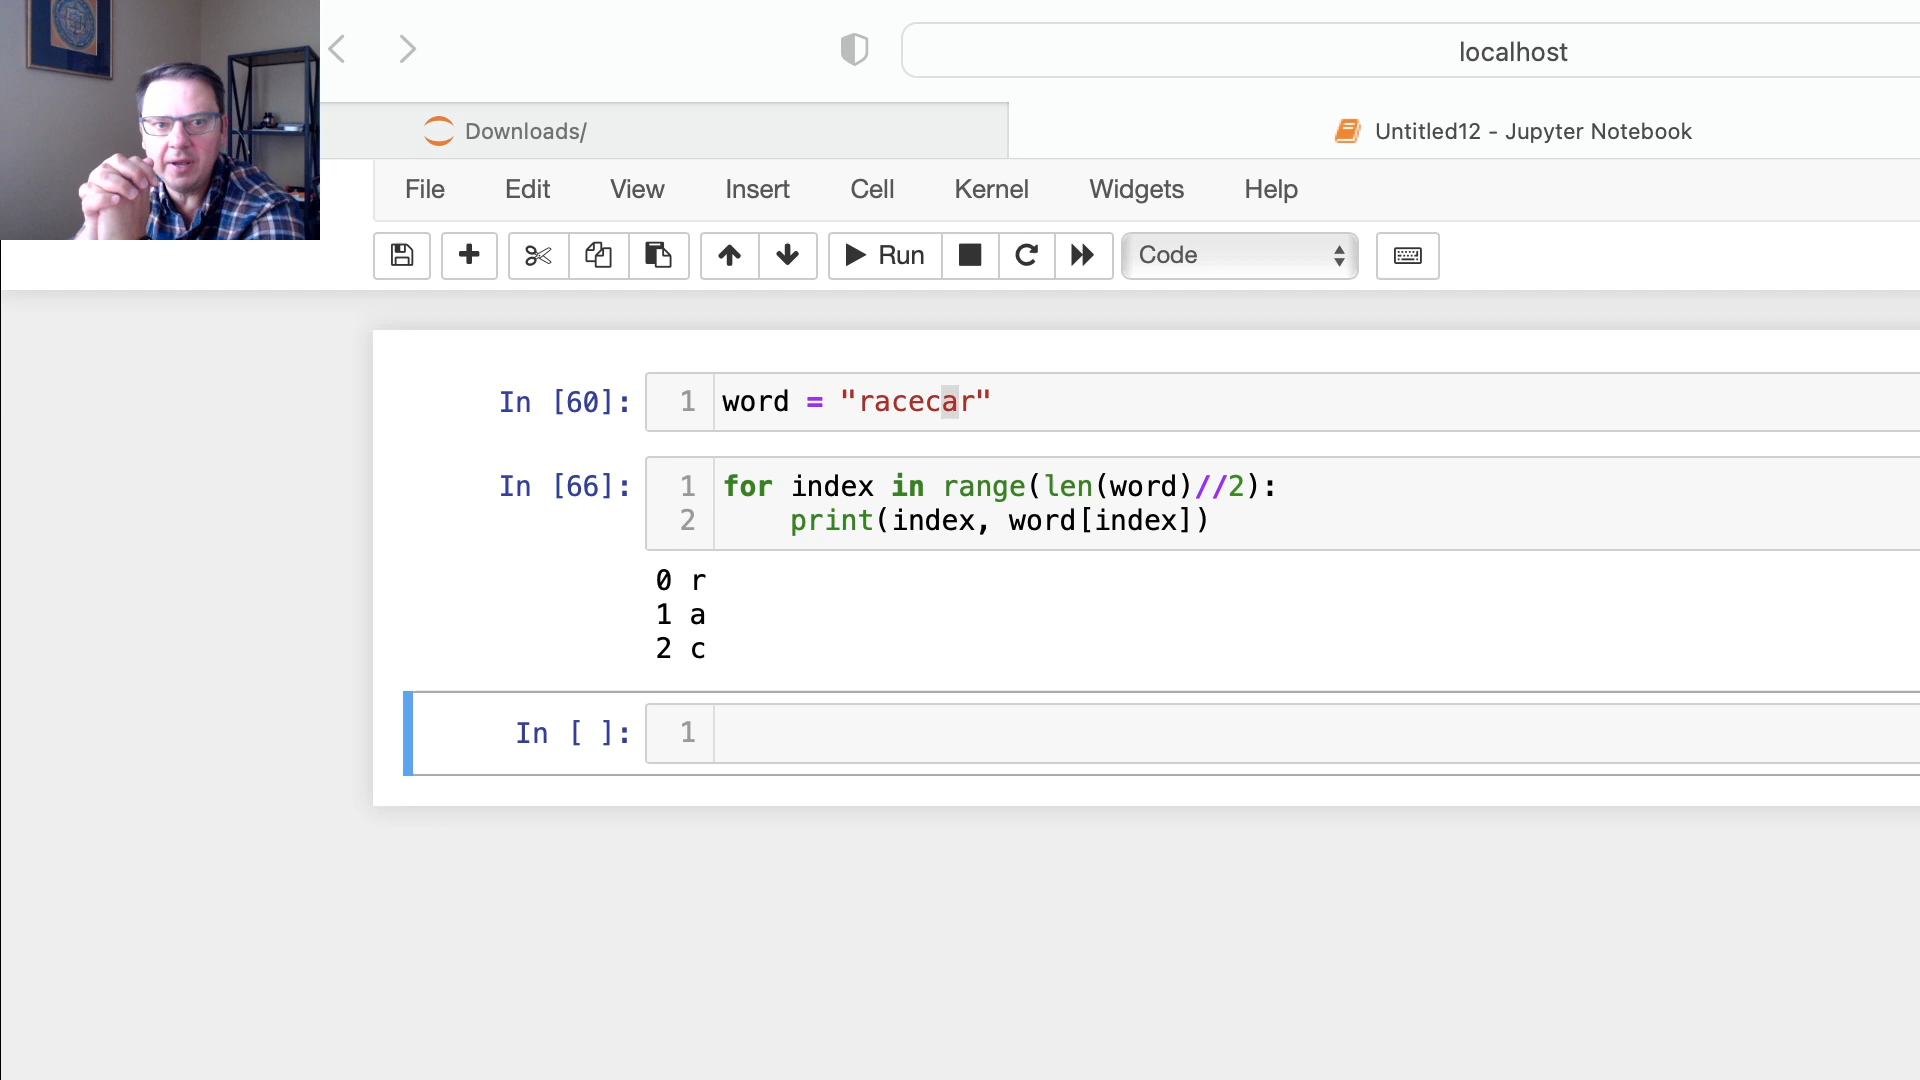 localhost
Downloads/
Untitled12 - Jupyter Notebook
File Edit View Insert Cell Kernel Widgets Help
Run Code
In [60]: 1 word = "racecar"
In [66]: 1 for index in range(len(word)//2):
2 print(index, word[index])
0 r
1 a
2 c
In [ ]: 1